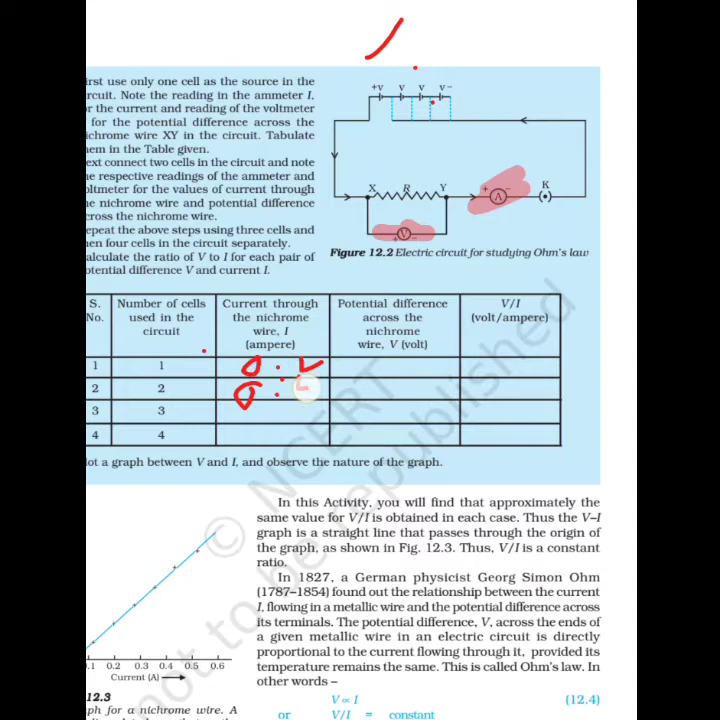 irst use only one cell as the source in the
rcuit. Note the reading in the ammeter I,
or the current and reading of the voltmeter
for the potential difference across the
ichrome wire XY in the circuit. Tabulate
hem in the Table given.
ext connect two cells in the circuit and note
he respective readings of the ammeter and
oltmeter for the values of current through
he nichrome wire and potential difference
cross the nichrome wire.
epeat the above steps using three cells and
hen four cells in the circuit separately.
alculate the ratio of V to I for each pair of
otential difference V and current I.
+v v v v−
X R Y + − K
A
+ V −
Figure 12.2 Electric circuit for studying Ohm's law
S. No. Number of cells used in the circuit Current through the nichrome wire, I (ampere) Potential difference across the nichrome wire, V (volt) V/I (volt/ampere)
1 1
2 2
3 3
4 4
lot a graph between V and I, and observe the nature of the graph.
In this Activity, you will find that approximately the
same value for V/I is obtained in each case. Thus the V–I
graph is a straight line that passes through the origin of
the graph, as shown in Fig. 12.3. Thus, V/I is a constant
ratio.
In 1827, a German physicist Georg Simon Ohm
(1787–1854) found out the relationship between the current
I, flowing in a metallic wire and the potential difference across
its terminals. The potential difference, V, across the ends of
a given metallic wire in an electric circuit is directly
proportional to the current flowing through it, provided its
temperature remains the same. This is called Ohm's law. In
other words –
V ∝ I (12.4)
or V/I = constant
.1 0.2 0.3 0.4 0.5 0.6
Current (A)
12.3
ph for a nichrome wire. A
© NCERT
not to be republished